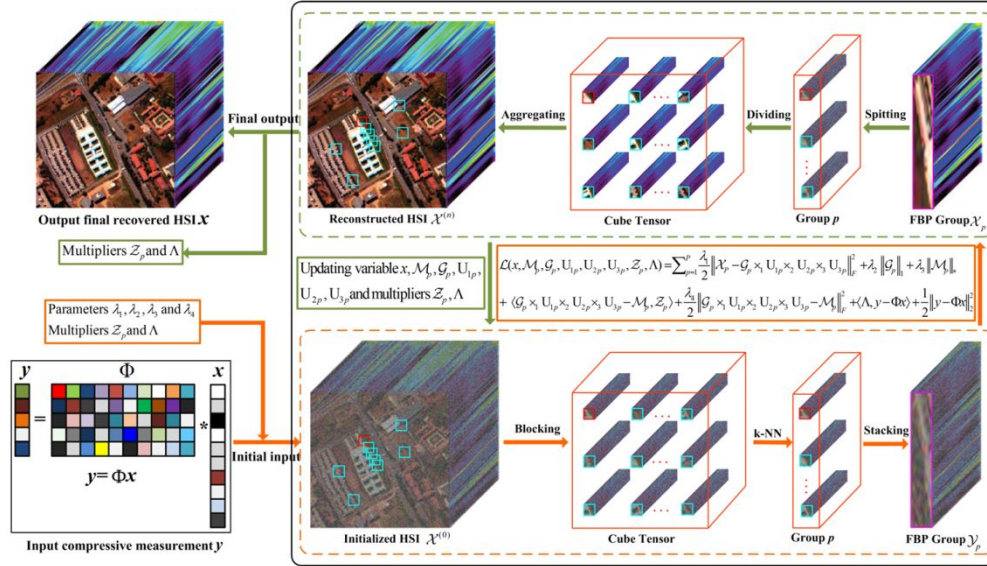 Final output
Aggregating
Dividing
Spitting
Output final recovered HSI x
Reconstructed HSI 𝒳⁽ⁿ⁾
Cube Tensor
Group p
FBP Group 𝒳ₚ
Multipliers 𝒵ₚ and Λ
Updating variable x, ℳₚ, 𝒢ₚ, U₁ₚ,
U₂ₚ, U₃ₚ and multipliers 𝒵ₚ, Λ
ℒ(x, ℳₚ, 𝒢ₚ, U₁ₚ, U₂ₚ, U₃ₚ, 𝒵ₚ, Λ) = ∑ₚ₌₁ᴾ λ₁/2 ‖𝒳ₚ − 𝒢ₚ ×₁ U₁ₚ ×₂ U₂ₚ ×₃ U₃ₚ‖²_F + λ₂ ‖𝒢ₚ‖₁ + λ₃ ‖ℳₚ‖⁎
+ ⟨𝒢ₚ ×₁ U₁ₚ ×₂ U₂ₚ ×₃ U₃ₚ − ℳₚ, 𝒵ₚ⟩ + λ₄/2 ‖𝒢ₚ ×₁ U₁ₚ ×₂ U₂ₚ ×₃ U₃ₚ − ℳₚ‖²_F + ⟨Λ, y − Φx⟩ + 1/2 ‖y − Φx‖²₂
Parameters λ₁, λ₂, λ₃ and λ₄
Multipliers 𝒵ₚ and Λ
y Φ x
= *
y = Φx
Input compressive measurement y
Initial input
Blocking
k-NN
Stacking
Initialized HSI 𝒳⁽⁰⁾
Cube Tensor
Group p
FBP Group 𝒴ₚ